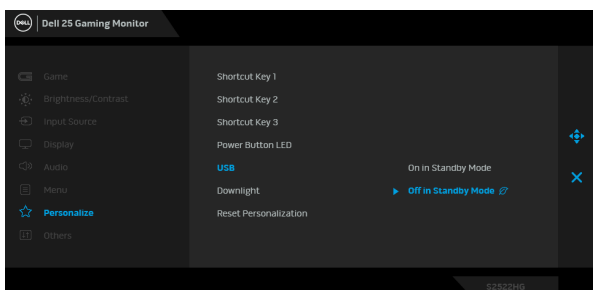 DELL
Dell 25 Gaming Monitor
Game
Brightness/Contrast
Input Source
Display
Audio
Menu
Personalize
Others
Shortcut Key 1
Shortcut Key 2
Shortcut Key 3
Power Button LED
USB
Downlight
Reset Personalization
On in Standby Mode
Off in Standby Mode
S2522HG